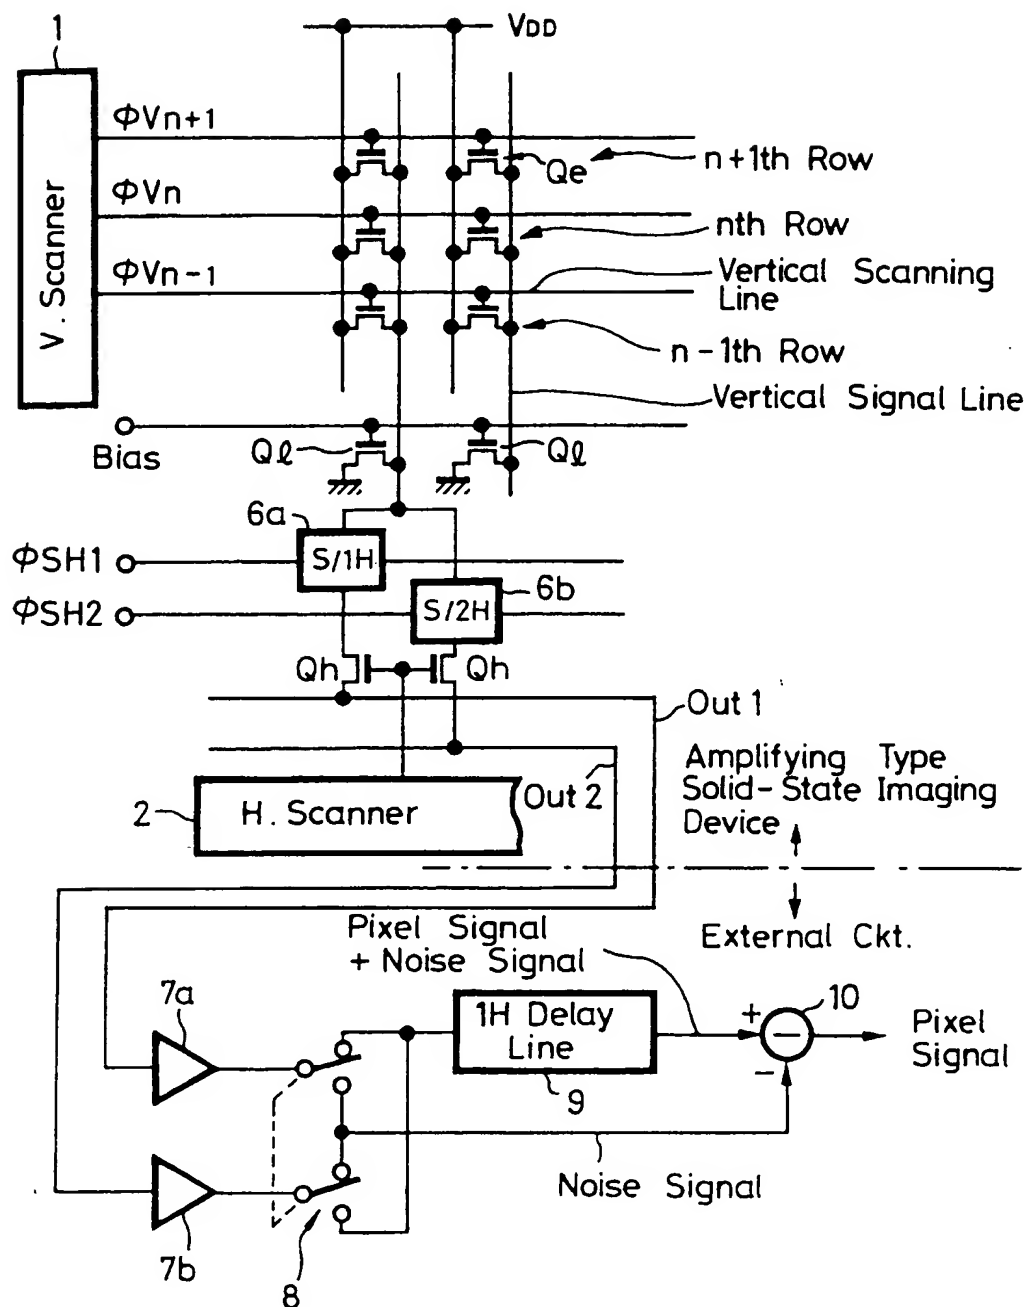 1
VDD
V. Scanner
ΦVn+1
Qe
n+1th Row
ΦVn
nth Row
ΦVn-1
Vertical Scanning
Line
n-1th Row
Vertical Signal Line
Bias
Qℓ
Qℓ
6a
ΦSH1
S/1H
6b
ΦSH2
S/2H
Qh
Qh
Out 1
Amplifying Type
Solid-State Imaging
Device
2
H. Scanner
Out 2
Pixel Signal
+ Noise Signal
External Ckt.
7a
1H Delay
Line
9
+
-
10
−
Pixel
Signal
Noise Signal
7b
8